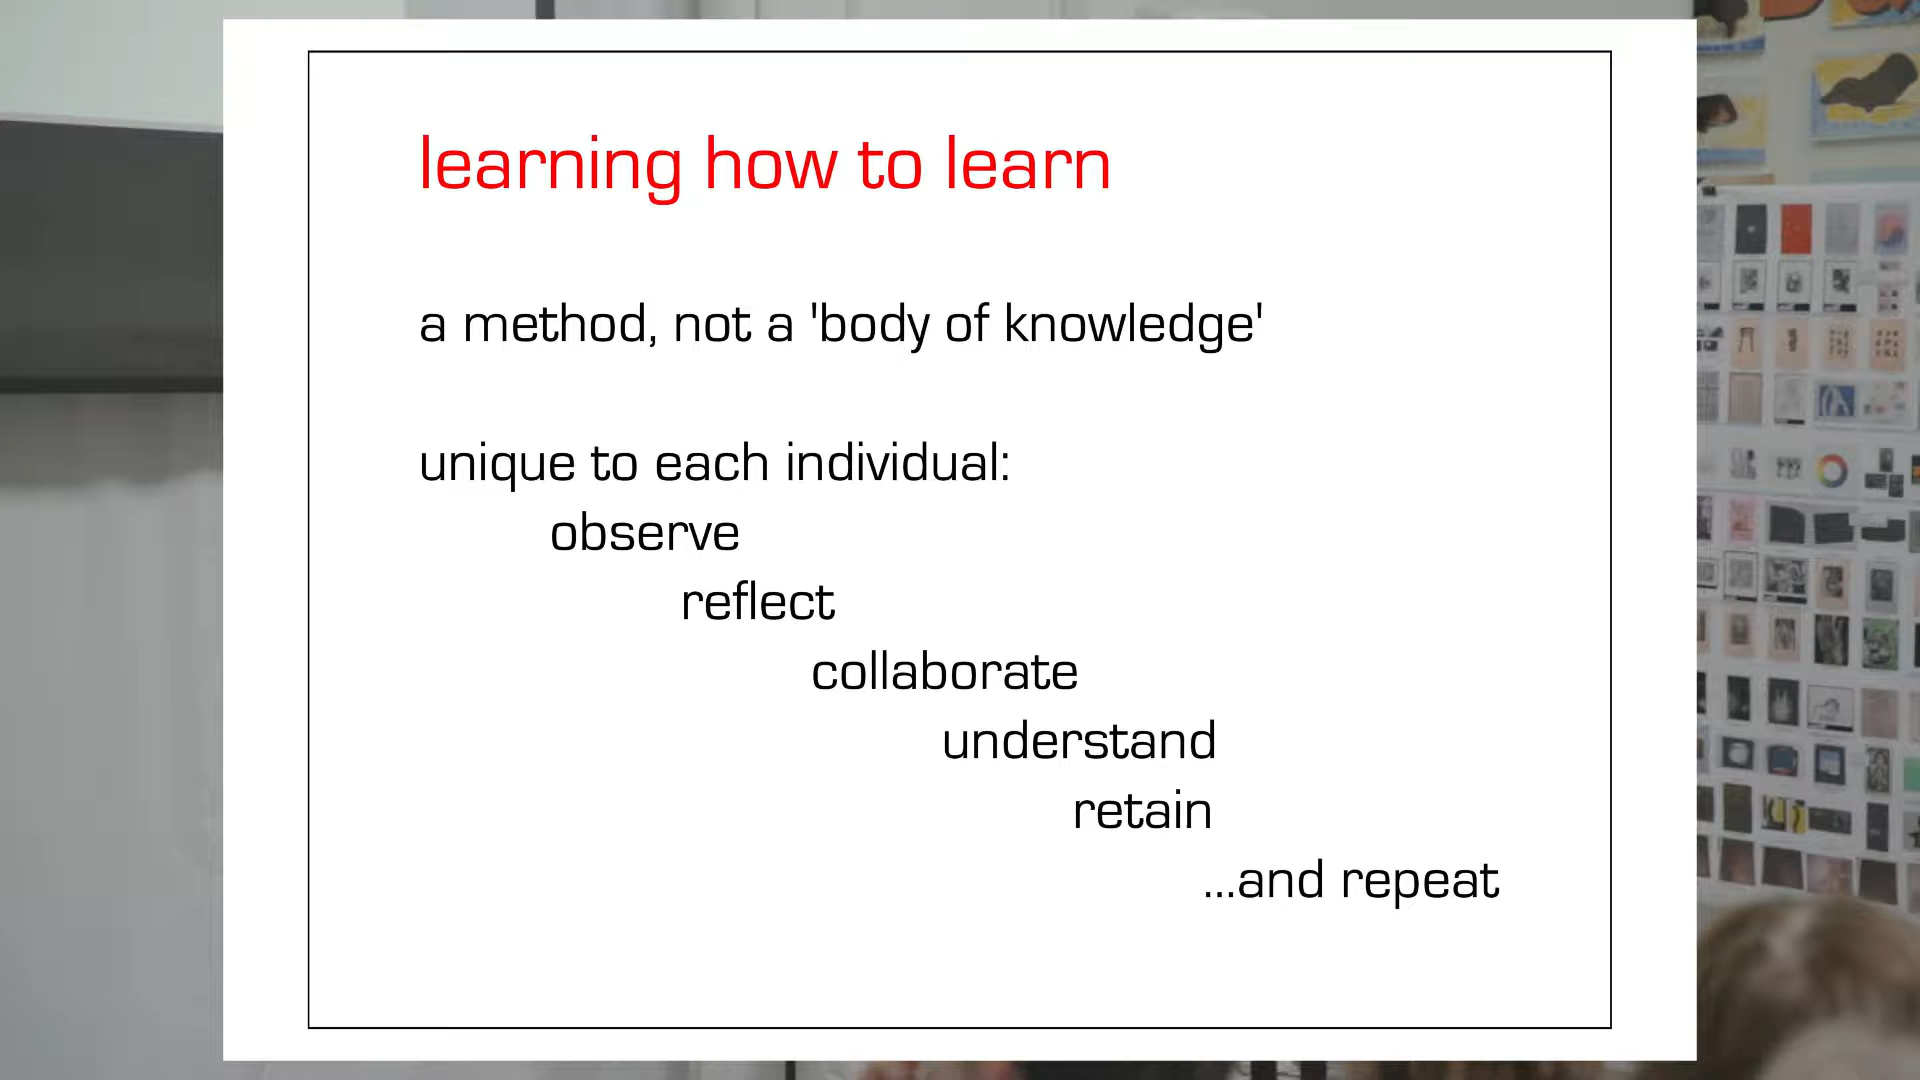 learning how to learn
a method, not a 'body of knowledge'
unique to each individual:
observe
reflect
collaborate
understand
retain
...and repeat